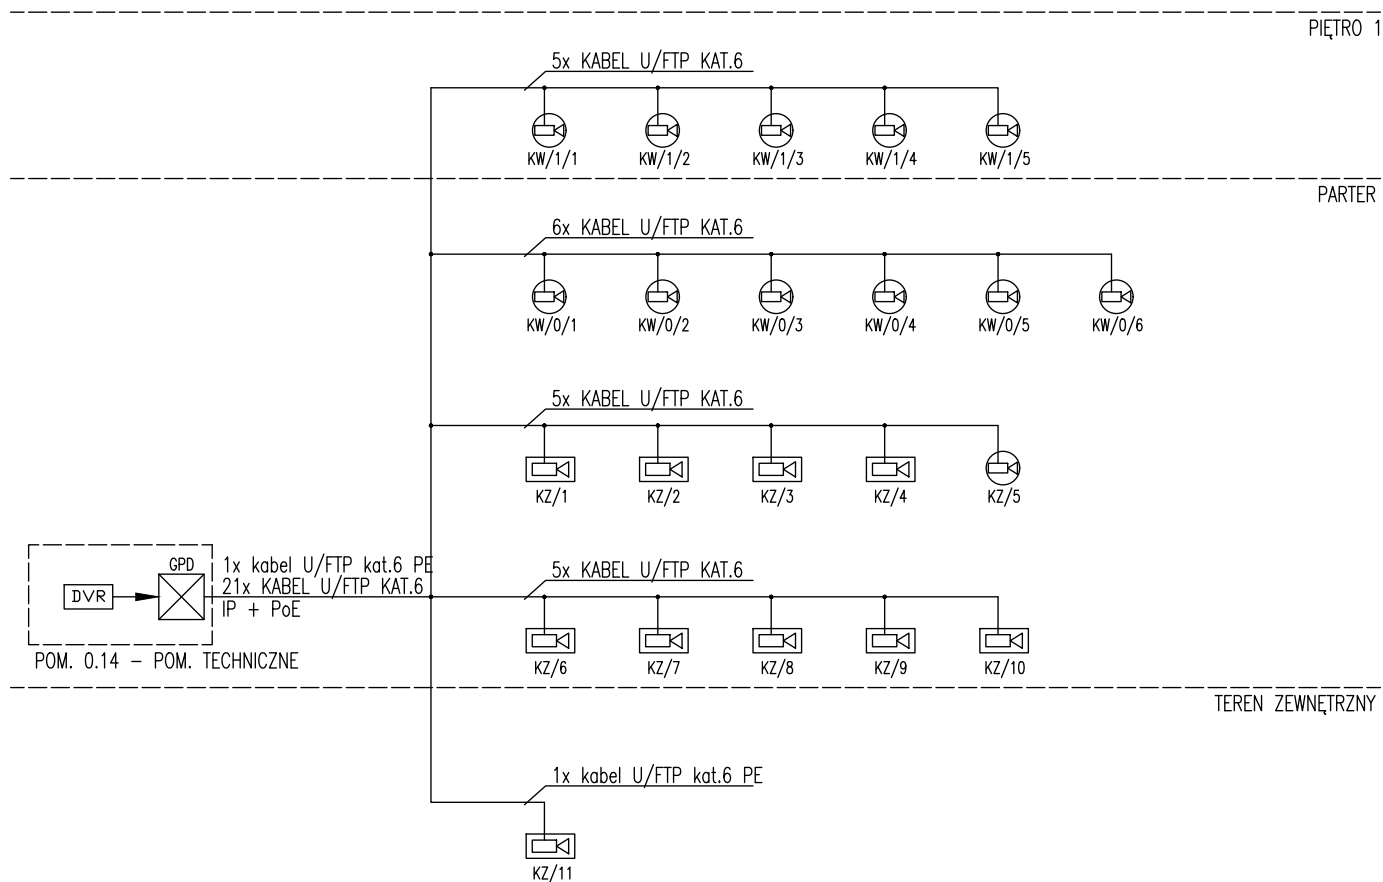 PIĘTRO 1
5x KABEL U/FTP KAT.6
KW/1/1 KW/1/2 KW/1/3 KW/1/4 KW/1/5
PARTER
6x KABEL U/FTP KAT.6
KW/0/1 KW/0/2 KW/0/3 KW/0/4 KW/0/5 KW/0/6
5x KABEL U/FTP KAT.6
KZ/1 KZ/2 KZ/3 KZ/4 KZ/5
GPD
1x kabel U/FTP kat.6 PE
21x KABEL U/FTP KAT.6
IP + PoE
DVR
5x KABEL U/FTP KAT.6
KZ/6 KZ/7 KZ/8 KZ/9 KZ/10
POM. 0.14 – POM. TECHNICZNE
TEREN ZEWNĘTRZNY
1x kabel U/FTP kat.6 PE
KZ/11